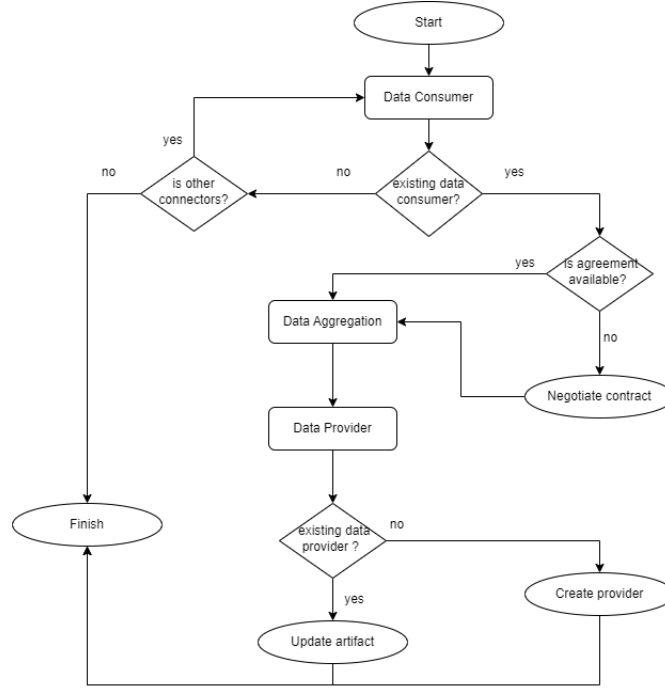 Start
Data Consumer
yes
no
is other
connectors?
no
existing data
consumer?
yes
is agreement
available?
yes
no
Data Aggregation
Negotiate contract
Data Provider
Finish
existing data
provider ?
no
yes
Create provider
Update artifact